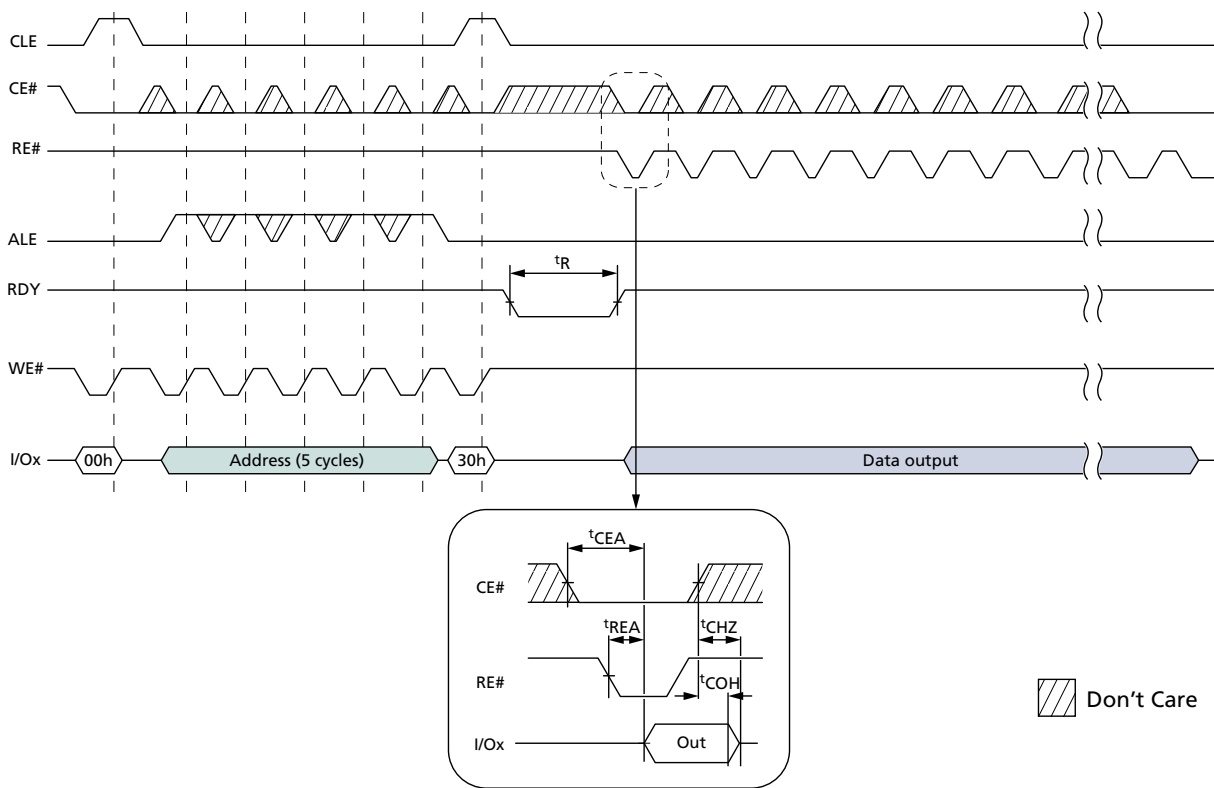 CLE
CE#
RE#
ALE
tR
RDY
WE#
I/Ox
00h
Address (5 cycles)
30h
Data output
tCEA
CE#
tREA
tCHZ
RE#
tCOH
I/Ox
Out
Don't Care